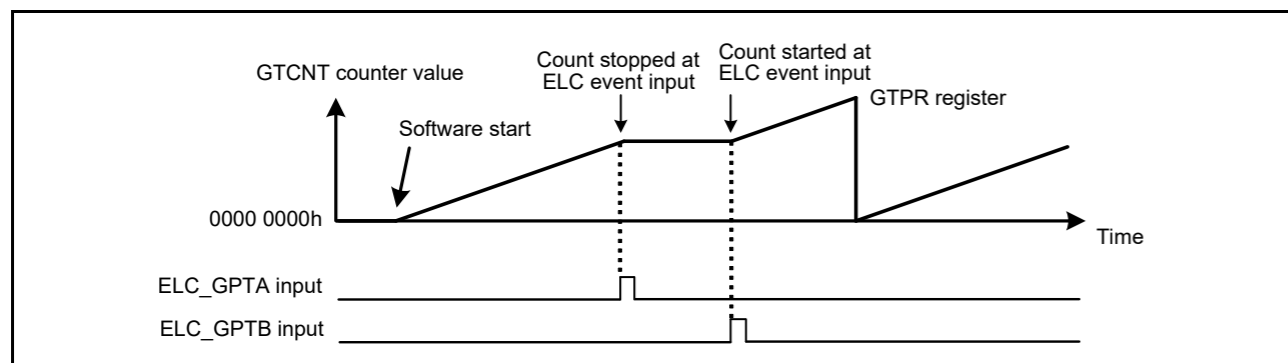 GTCNT counter value
Count stopped at
ELC event input
Count started at
ELC event input
GTPR register
Software start
0000 0000h
Time
ELC_GPTA input
ELC_GPTB input